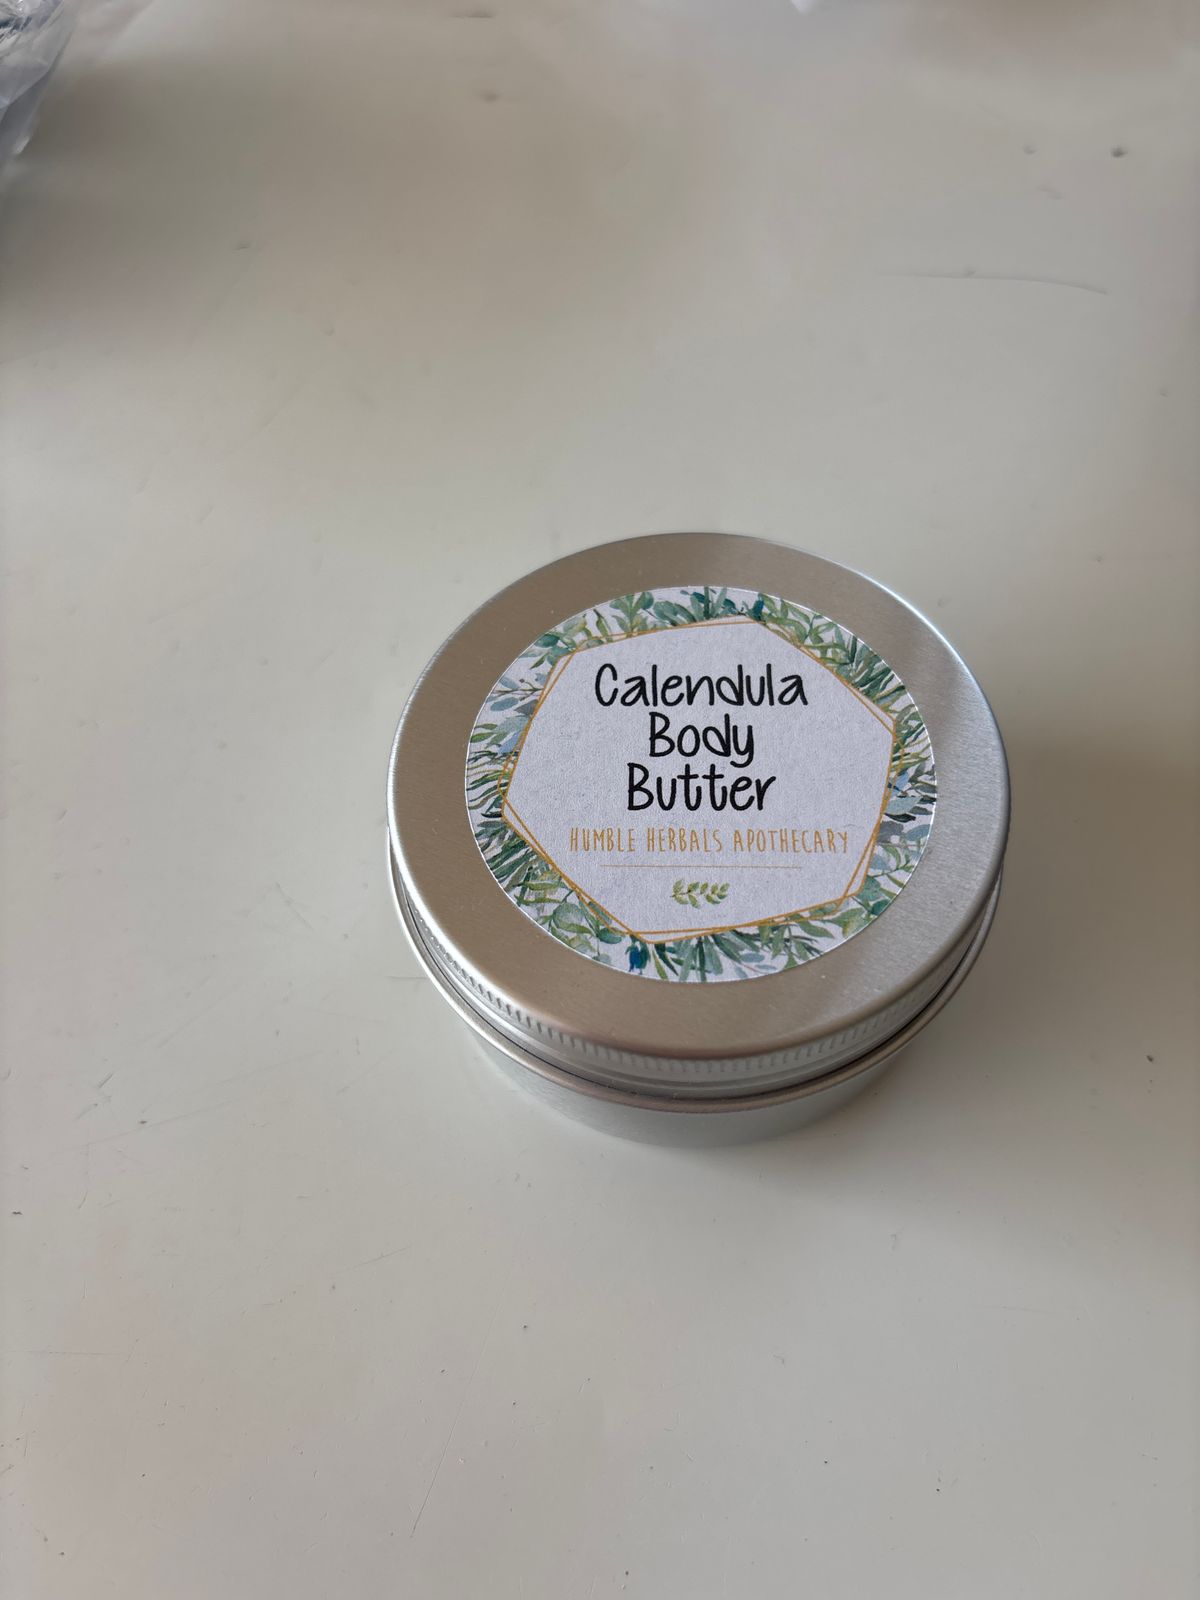 Calendula
Body
Butter
HUMBLE HERBALS APOTHECARY